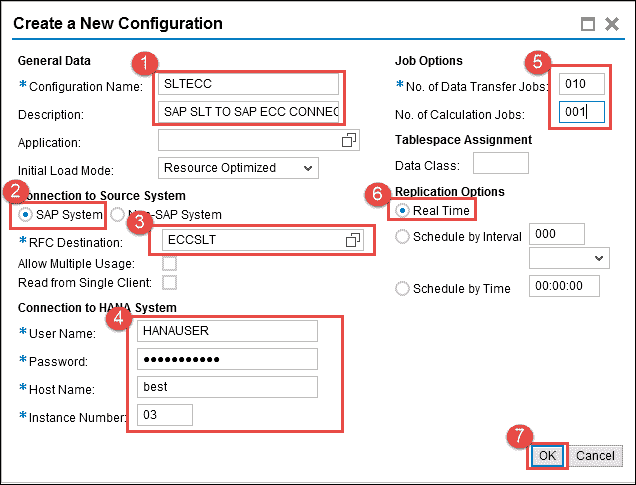 Create a New Configuration
General Data
1
* Configuration Name: SLTECC
Description: SAP SLT TO SAP ECC CONNEC
Application:
Initial Load Mode: Resource Optimized
2
Connection to Source System
SAP System Non-SAP System
3
* RFC Destination: ECCSLT
Allow Multiple Usage:
Read from Single Client:
Connection to HANA System
4
* User Name: HANAUSER
* Password: ●●●●●●●●●●●
* Host Name: best
* Instance Number: 03
Job Options
5
* No. of Data Transfer Jobs: 010
No. of Calculation Jobs: 001
Tablespace Assignment
Data Class:
6
Replication Options
Real Time
Schedule by Interval 000
Schedule by Time 00:00:00
7
OK Cancel